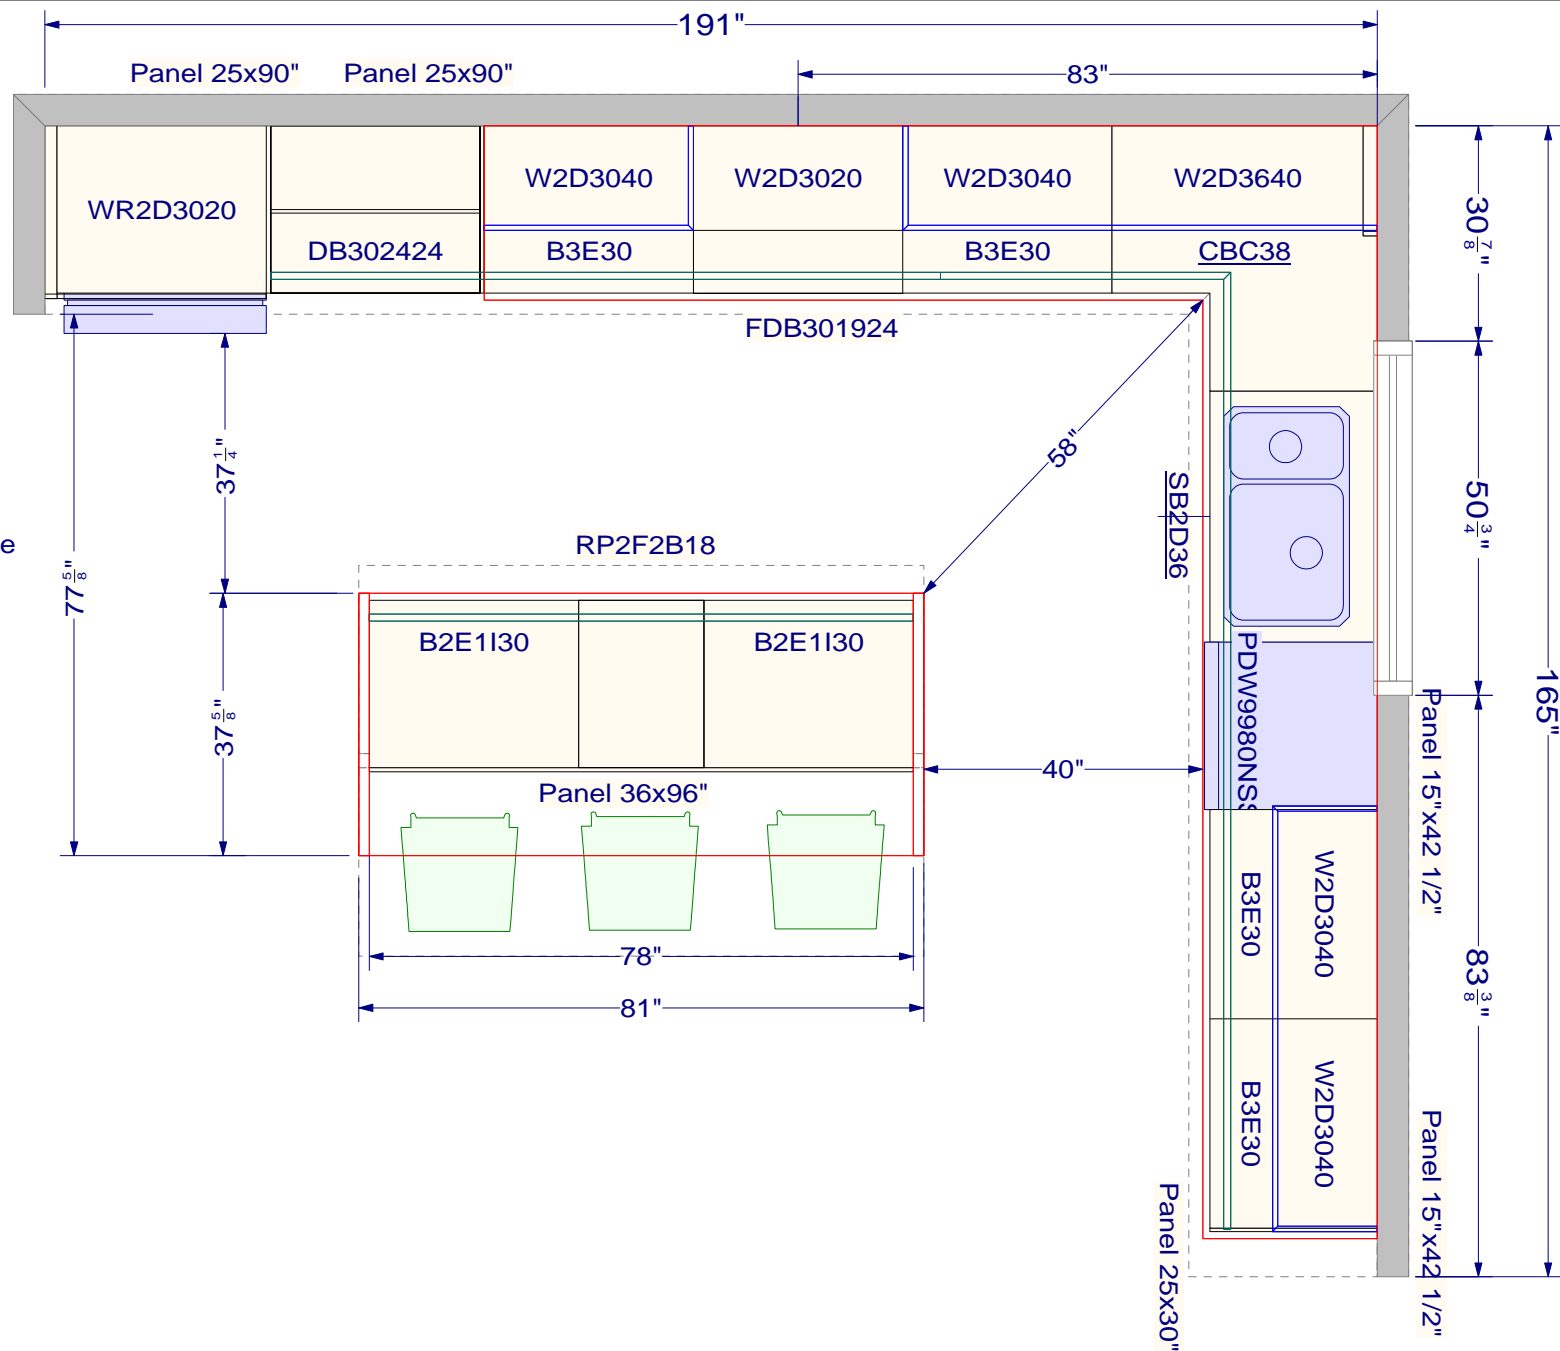 191"
Panel 25x90"
Panel 25x90"
83"
WR2D3020
DB302424
W2D3040
W2D3020
W2D3040
W2D3640
B3E30
B3E30
CBC38
30 7/8"
FDB301924
37 1/4"
58"
SB2D36
50 3/4"
165"
e
77 5/8"
RP2F2B18
B2E1I30
B2E1I30
37 5/8"
PDW9980NSS
Panel 15"x42 1/2"
40"
Panel 36x96"
B3E30
W2D3040
83 3/8"
78"
81"
B3E30
W2D3040
Panel 25x30"
Panel 15"x42 1/2"